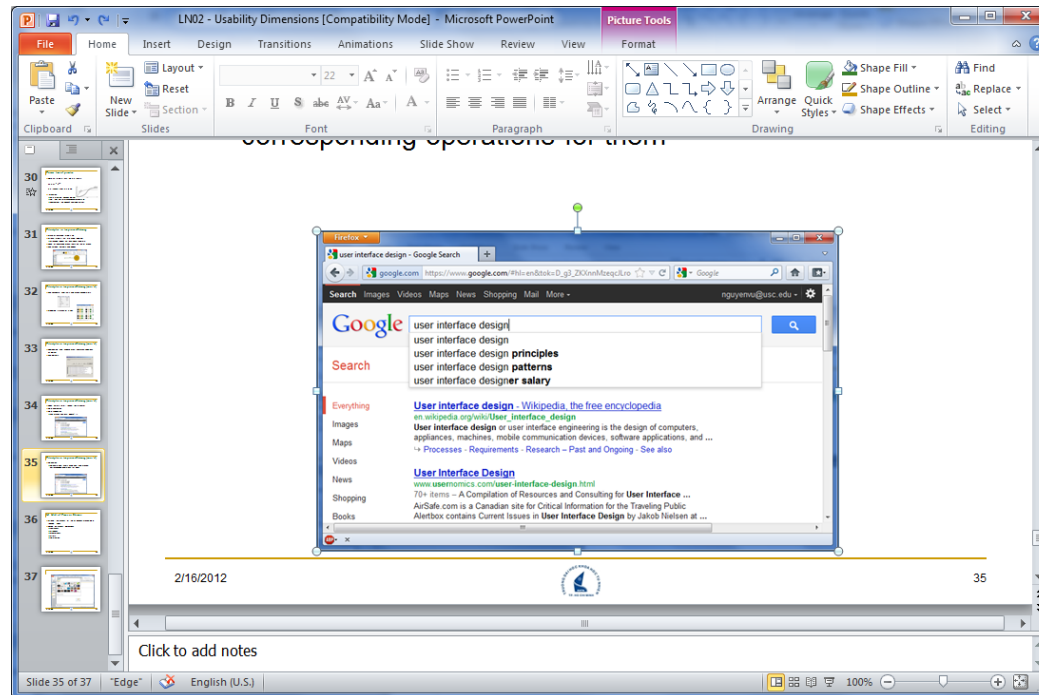 LN02 - Usability Dimensions [Compatibility Mode] - Microsoft PowerPoint
Picture Tools
File Home Insert Design Transitions Animations Slide Show Review View Format
Paste
New Slide
Layout
Reset
Section
22
B I U S abc AV Aa A
Arrange
Quick Styles
Shape Fill
Shape Outline
Shape Effects
Find
Replace
Select
Clipboard Slides Font Paragraph Drawing Editing
corresponding operations for them
30
31
32
33
34
35
36
37
Firefox
user interface design - Google Search
google.com https://www.google.com/#hl=en&tok=D_g3_ZKXnnMzeqclLro
Google
Search Images Videos Maps News Shopping Mail More
nguyenvu@usc.edu
Google
user interface design
user interface design
user interface design principles
user interface design patterns
user interface designer salary
Search
Everything
Images
Maps
Videos
News
Shopping
Books
User interface design - Wikipedia, the free encyclopedia
en.wikipedia.org/wiki/User_interface_design
User interface design or user interface engineering is the design of computers,
appliances, machines, mobile communication devices, software applications, and ...
↳ Processes - Requirements - Research – Past and Ongoing - See also
User Interface Design
www.usernomics.com/user-interface-design.html
70+ items – A Compilation of Resources and Consulting for User Interface ...
AirSafe.com is a Canadian site for Critical Information for the Traveling Public
Alertbox contains Current Issues in User Interface Design by Jakob Nielsen at ...
2/16/2012
35
Click to add notes
Slide 35 of 37 "Edge" English (U.S.) 100%